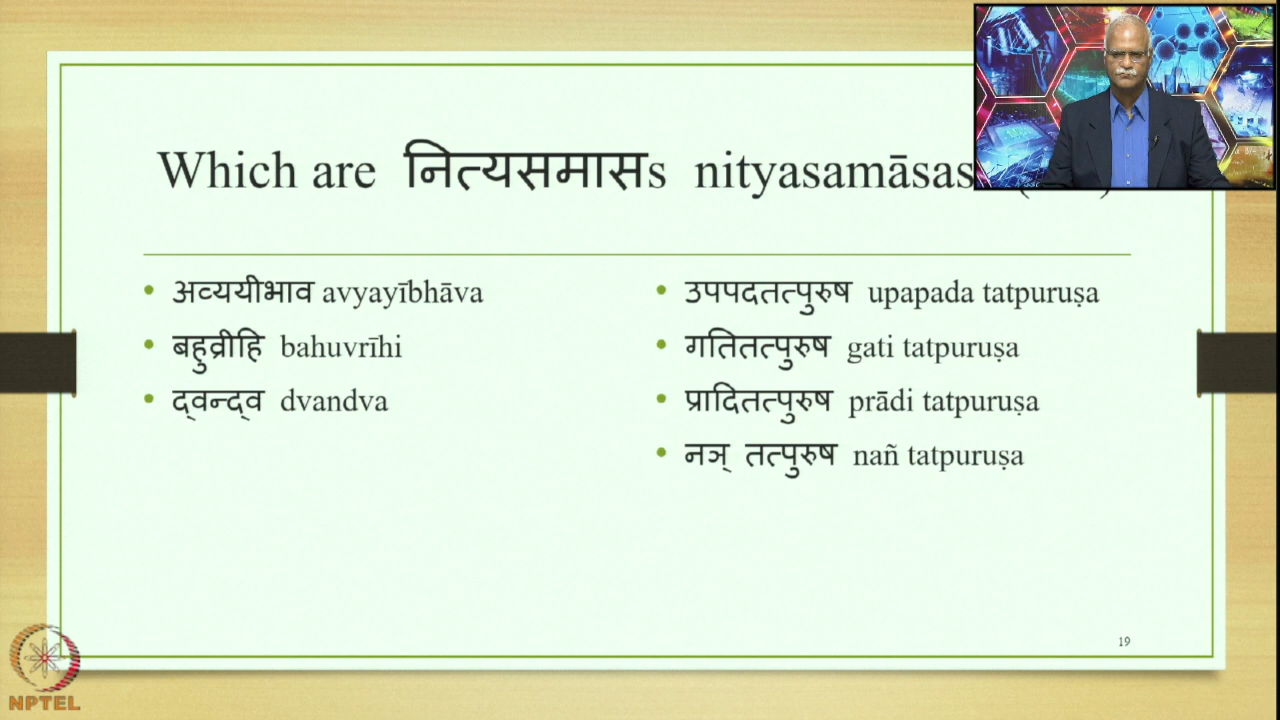 Which are नित्यसमासs nityasamāsas
• अव्ययीभाव avyayībhāva
• बहुव्रीहि bahuvrīhi
• द्वन्द्व dvandva
• उपपदतत्पुरुष upapada tatpuruṣa
• गतितत्पुरुष gati tatpuruṣa
• प्रादितत्पुरुष prādi tatpuruṣa
• नञ् तत्पुरुष nañ tatpuruṣa
19
NPTEL